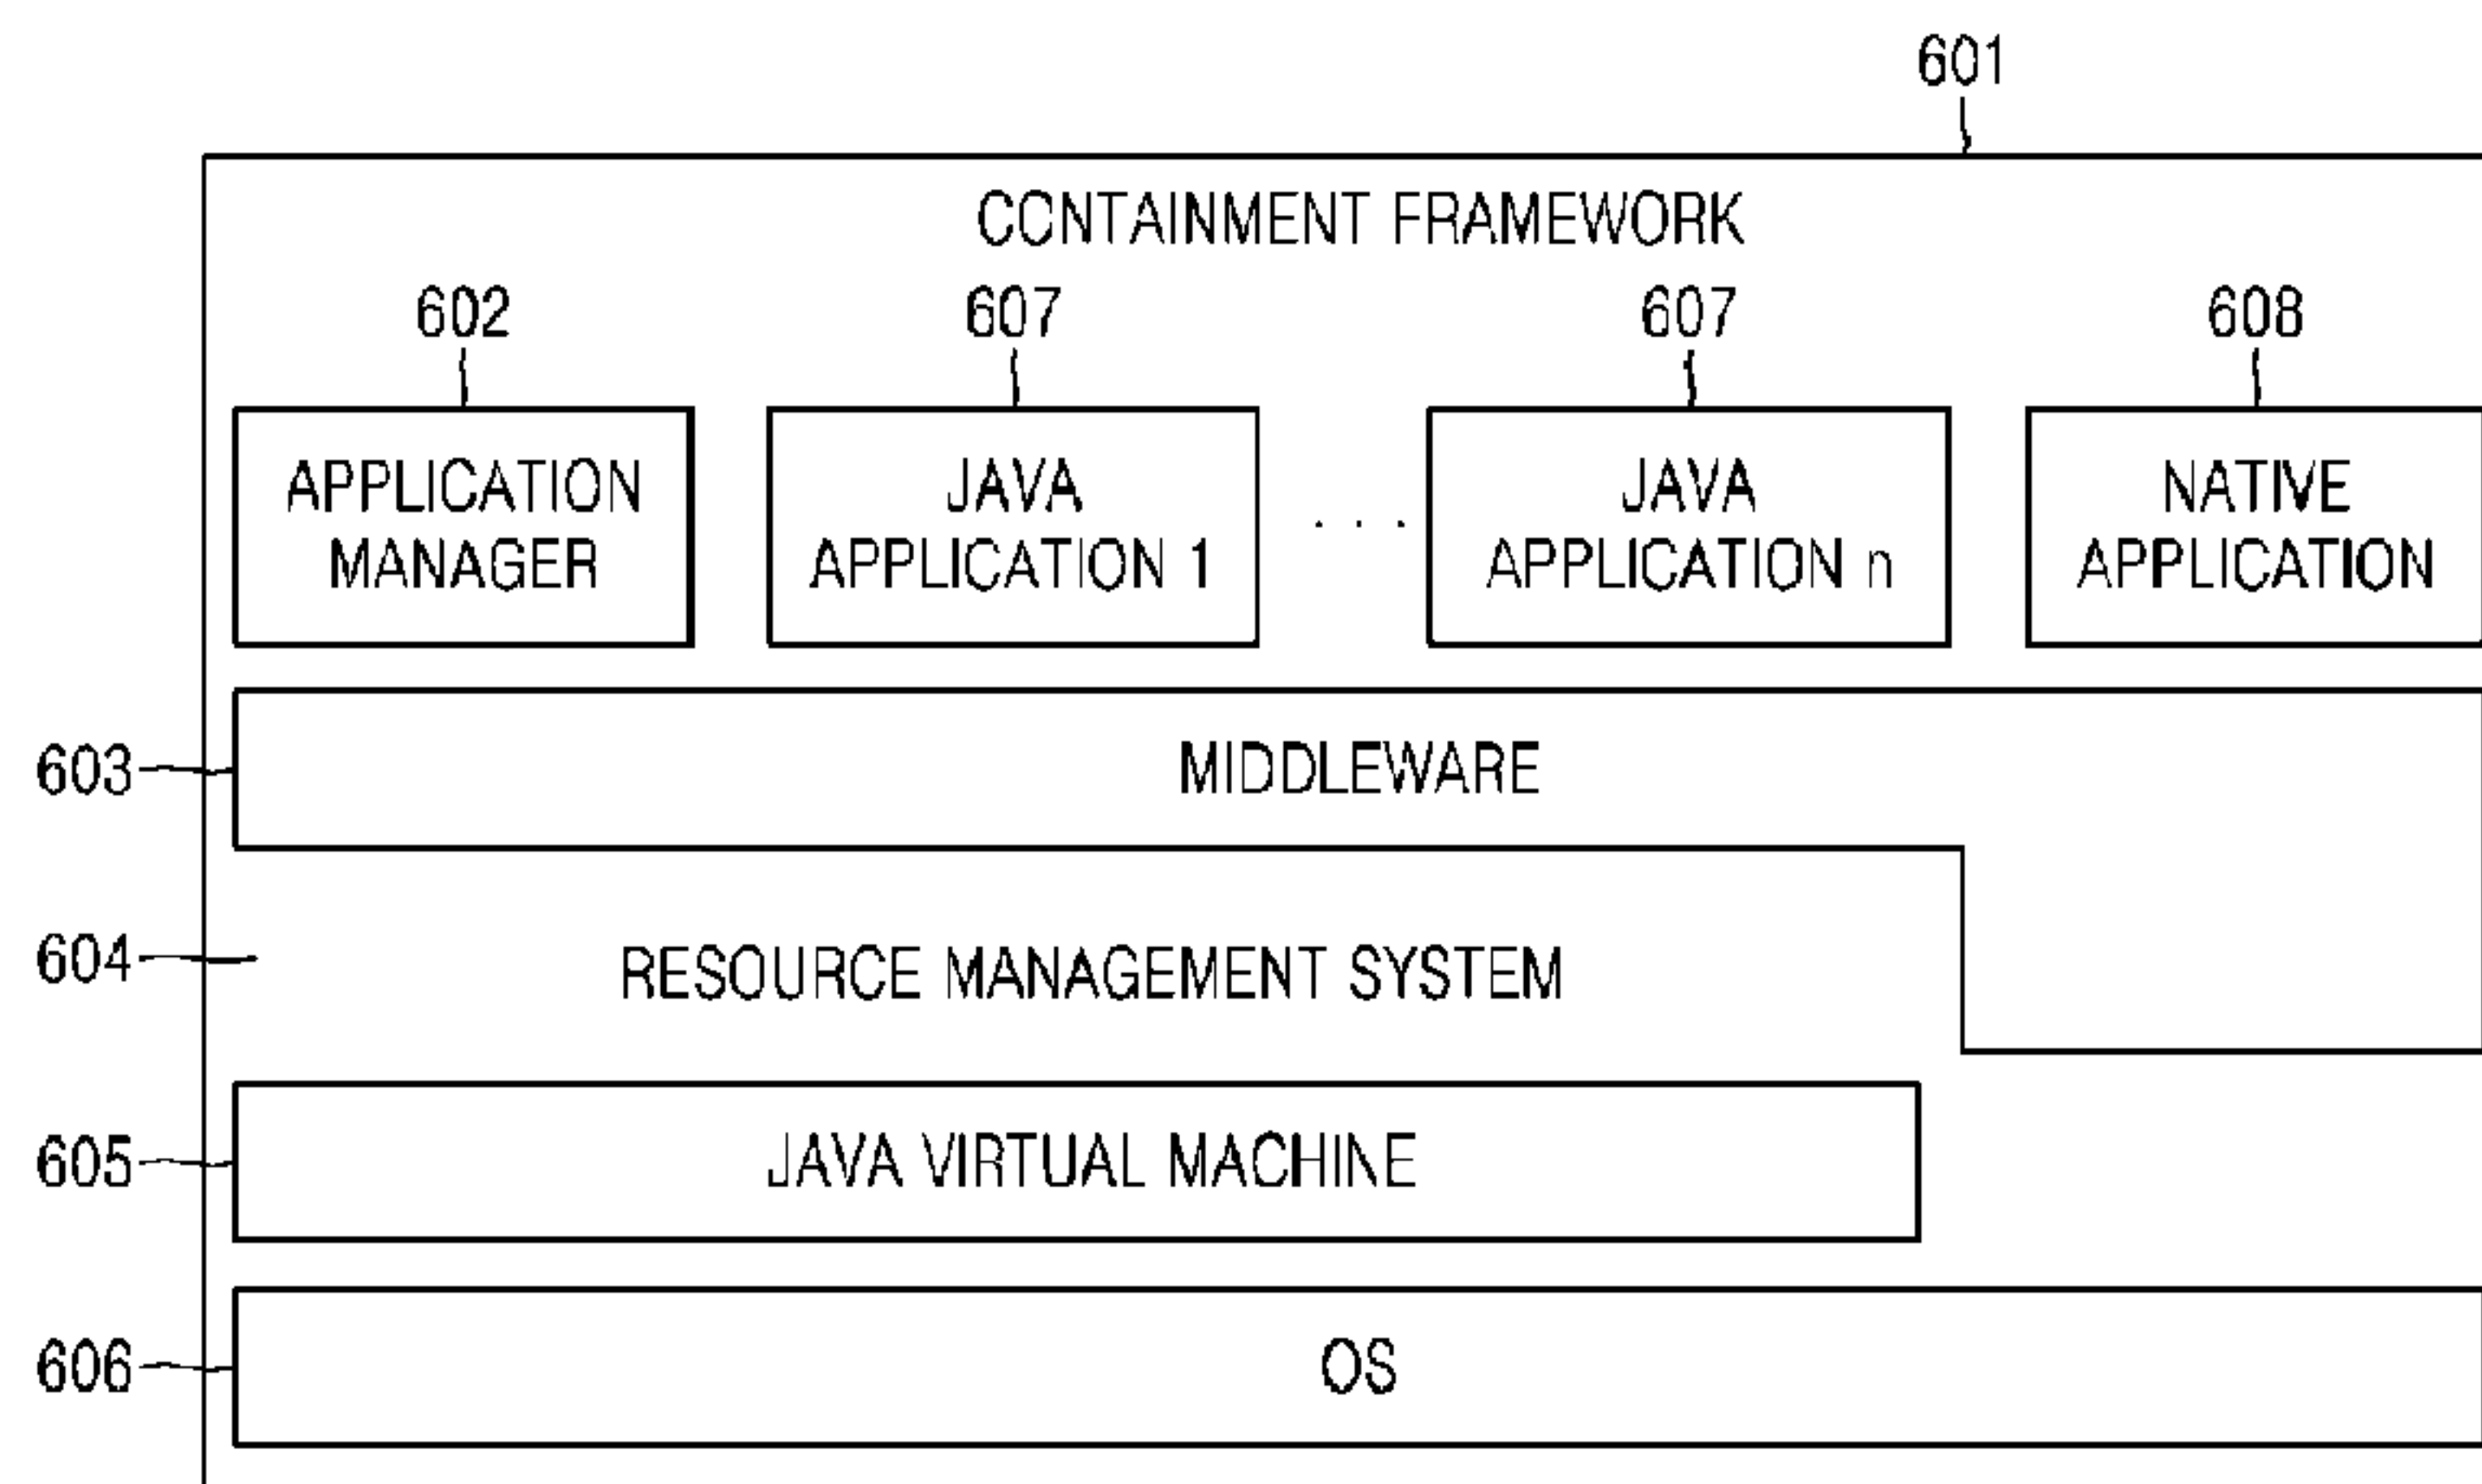 601
CONTAINMENT FRAMEWORK
602 607 607 608
APPLICATION MANAGER
JAVA APPLICATION 1
. . .
JAVA APPLICATION n
NATIVE APPLICATION
603 MIDDLEWARE
604 RESOURCE MANAGEMENT SYSTEM
605 JAVA VIRTUAL MACHINE
606 OS